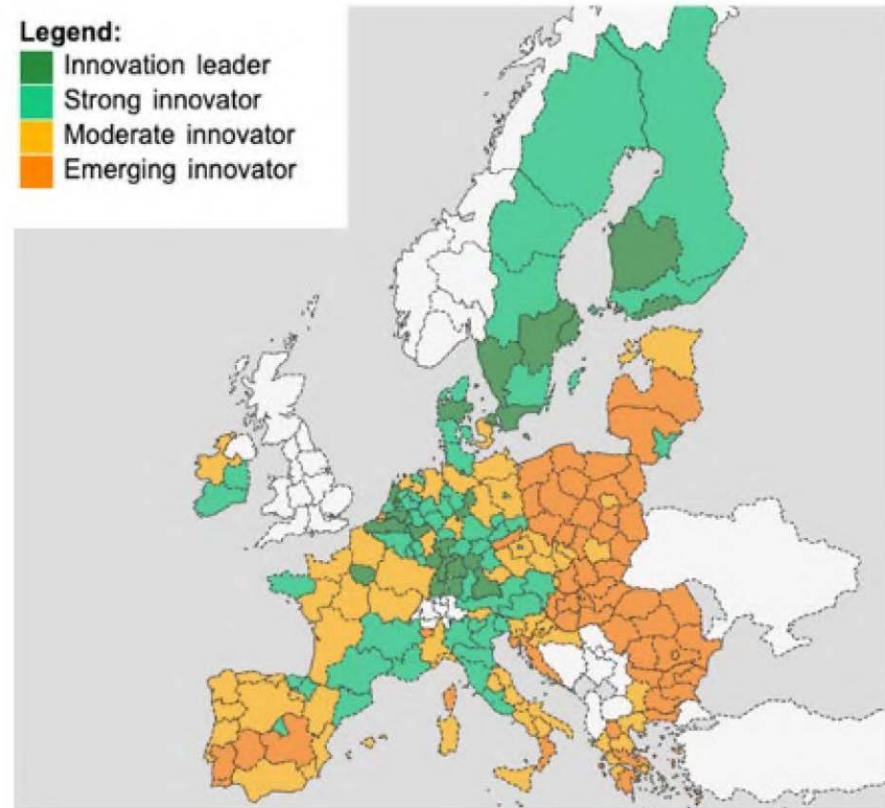 Legend:
Innovation leader
Strong innovator
Moderate innovator
Emerging innovator